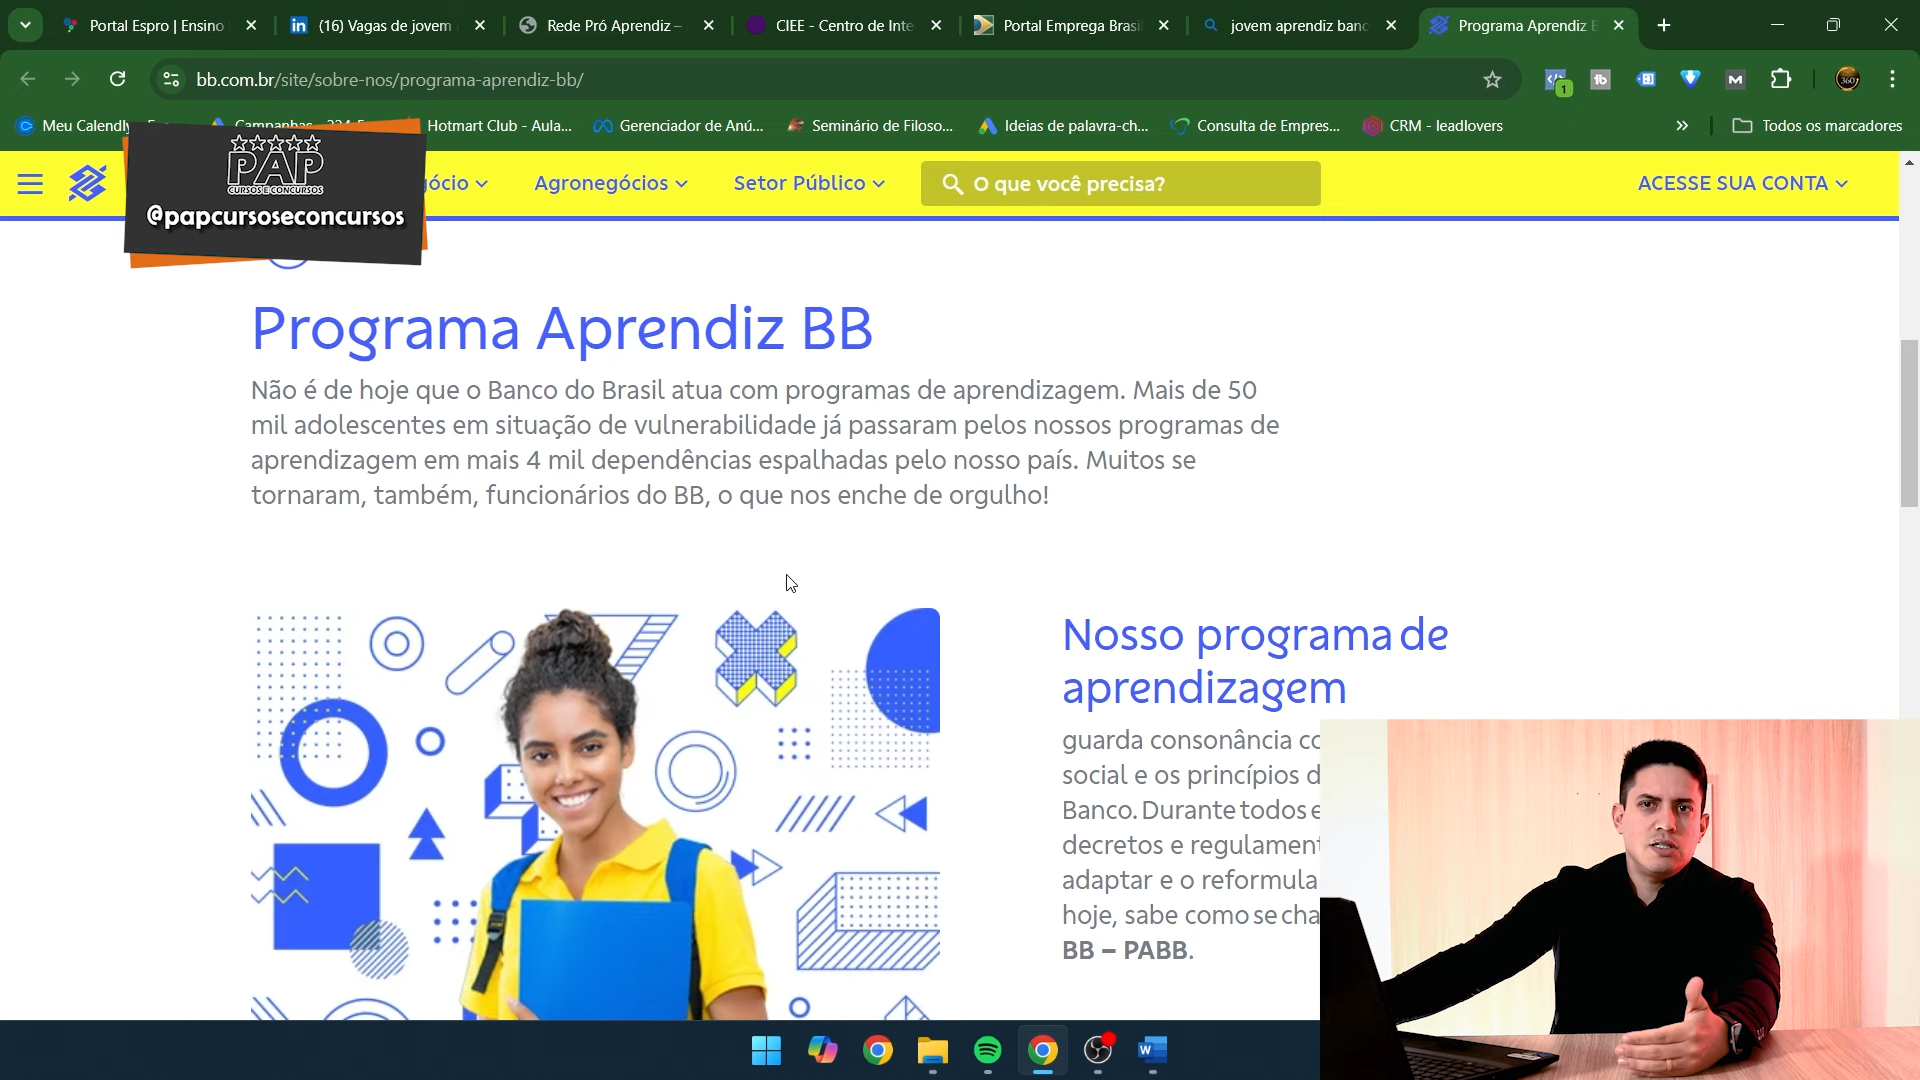 Portal Espro | Ensino
(16) Vagas de jovem
Rede Pró Aprendiz –
CIEE - Centro de Inte
Portal Emprega Brasil
jovem aprendiz banc
Programa Aprendiz B
bb.com.br/site/sobre-nos/programa-aprendiz-bb/
1
360
Meu Calendly
Hotmart Club - Aula...
Gerenciador de Anú...
Seminário de Filoso...
Ideias de palavra-ch...
Consulta de Empres...
CRM - leadlovers
Todos os marcadores
PAP
CURSOS E CONCURSOS
@papcursoseconcursos
gócio
Agronegócios
Setor Público
O que você precisa?
ACESSE SUA CONTA
Programa Aprendiz BB
Não é de hoje que o Banco do Brasil atua com programas de aprendizagem. Mais de 50
mil adolescentes em situação de vulnerabilidade já passaram pelos nossos programas de
aprendizagem em mais 4 mil dependências espalhadas pelo nosso país. Muitos se
tornaram, também, funcionários do BB, o que nos enche de orgulho!
Nosso programa de
aprendizagem
guarda consonância co
social e os princípios d
Banco. Durante todos e
decretos e regulament
adaptar e o reformula
hoje, sabe como se cha
BB – PABB.